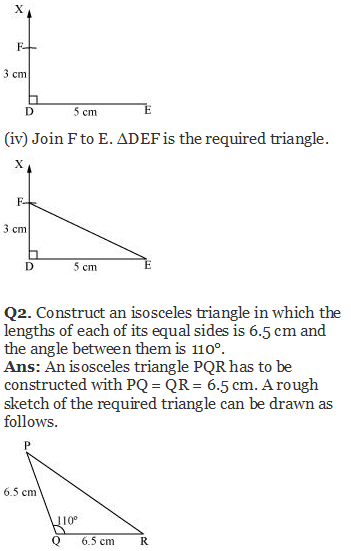 X
F
3 cm
D 5 cm E
(iv) Join F to E. ΔDEF is the required triangle.
X
F
3 cm
D 5 cm E
Q2. Construct an isosceles triangle in which the
lengths of each of its equal sides is 6.5 cm and
the angle between them is 110°.
Ans: An isosceles triangle PQR has to be
constructed with PQ = QR = 6.5 cm. A rough
sketch of the required triangle can be drawn as
follows.
P
6.5 cm
110°
Q 6.5 cm R